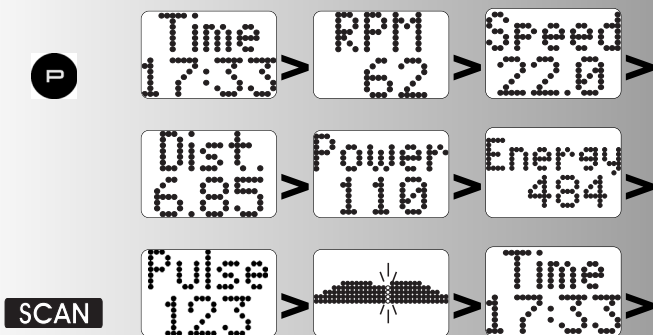 Time
17:33
>
RPM
62
>
Speed
22.0
>
P
Dist.
6.85
>
Power
110
>
Energy
484
>
Pulse
123
>
>
Time
17:33
>
SCAN